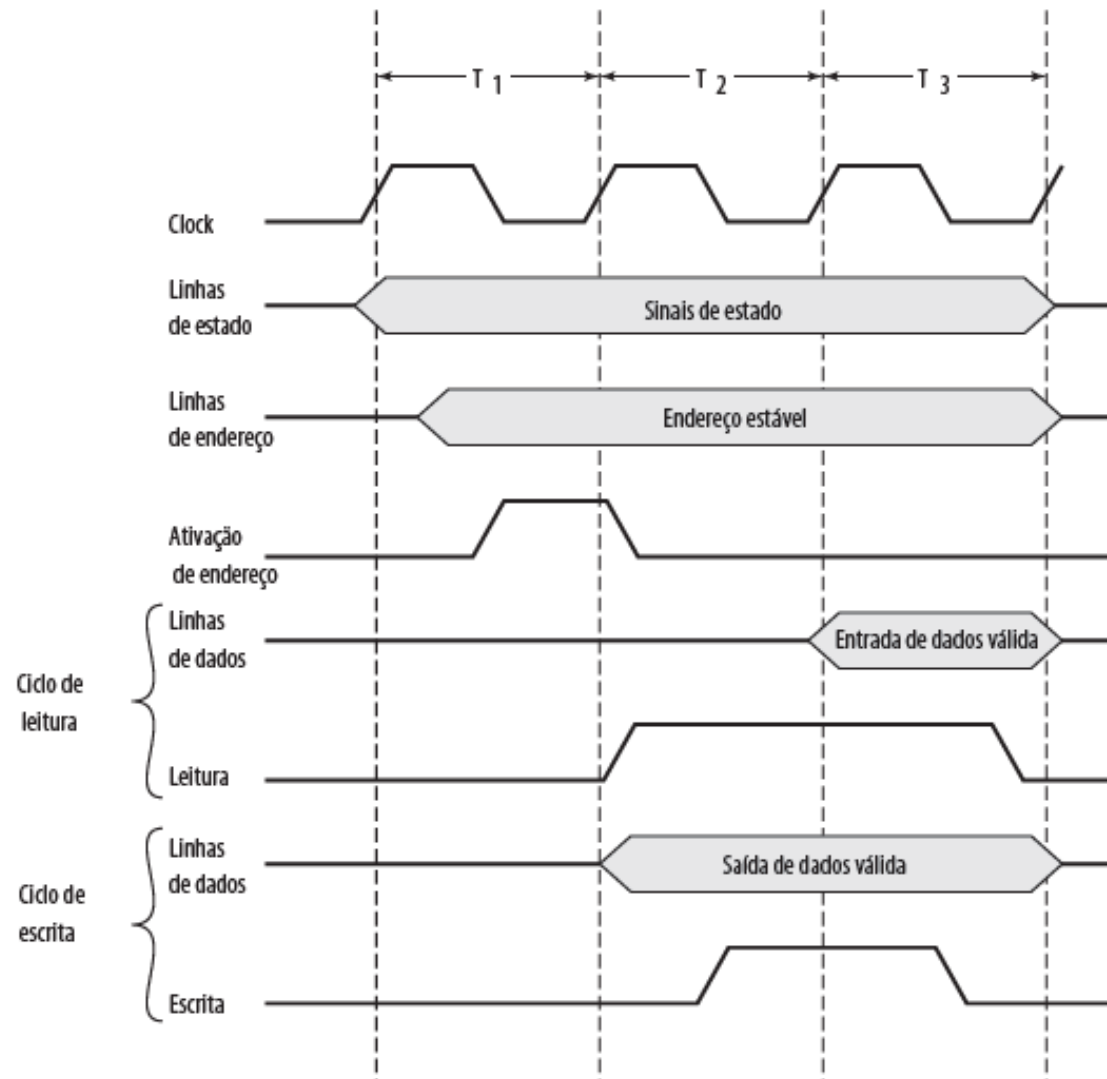 T 1
T 2
T 3
Clock
Linhas
de estado
Sinais de estado
Linhas
de endereço
Endereço estável
Ativação
de endereço
Ciclo de
leitura
Linhas
de dados
Entrada de dados válida
Leitura
Ciclo de
escrita
Linhas
de dados
Saída de dados válida
Escrita